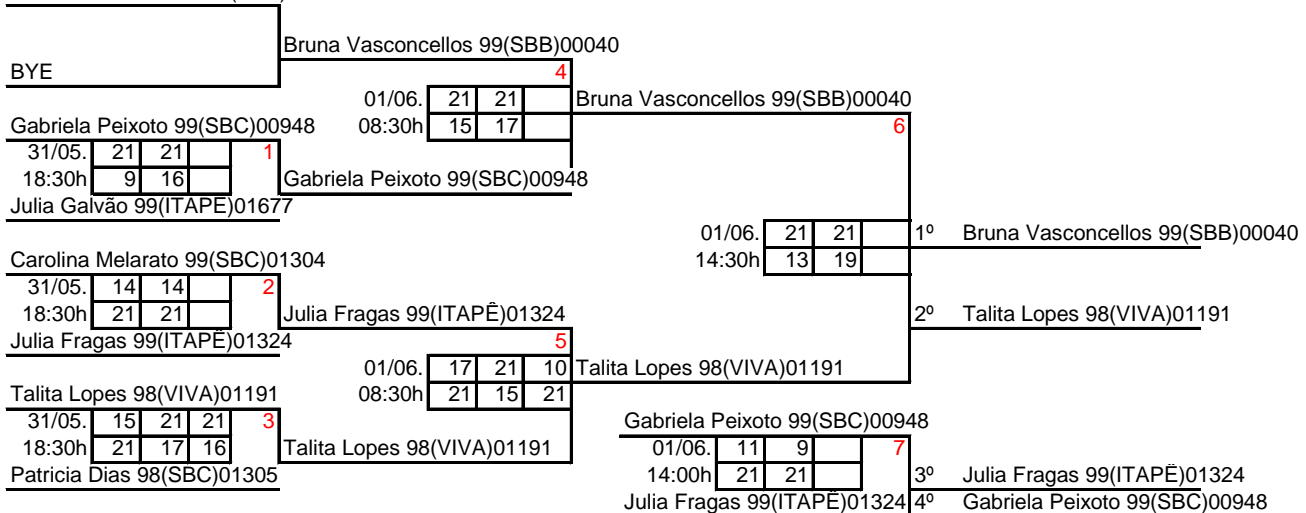 Bruna Vasconcellos 99(SBB)00040
BYE
4
01/06. 21 21 Bruna Vasconcellos 99(SBB)00040
Gabriela Peixoto 99(SBC)00948 08:30h 15 17 6
31/05. 21 21 1
18:30h 9 16 Gabriela Peixoto 99(SBC)00948
Julia Galvão 99(ITAPÊ)01677
01/06. 21 21 1º Bruna Vasconcellos 99(SBB)00040
Carolina Melarato 99(SBC)01304 14:30h 13 19
31/05. 14 14 2
18:30h 21 21 Julia Fragas 99(ITAPÊ)01324 2º Talita Lopes 98(VIVA)01191
Julia Fragas 99(ITAPÊ)01324 5
01/06. 17 21 10 Talita Lopes 98(VIVA)01191
Talita Lopes 98(VIVA)01191 08:30h 21 15 21
31/05. 15 21 21 3 Gabriela Peixoto 99(SBC)00948
18:30h 21 17 16 Talita Lopes 98(VIVA)01191 01/06. 11 9 7
Patricia Dias 98(SBC)01305 14:00h 21 21 3º Julia Fragas 99(ITAPÊ)01324
Julia Fragas 99(ITAPÊ)01324 4º Gabriela Peixoto 99(SBC)00948